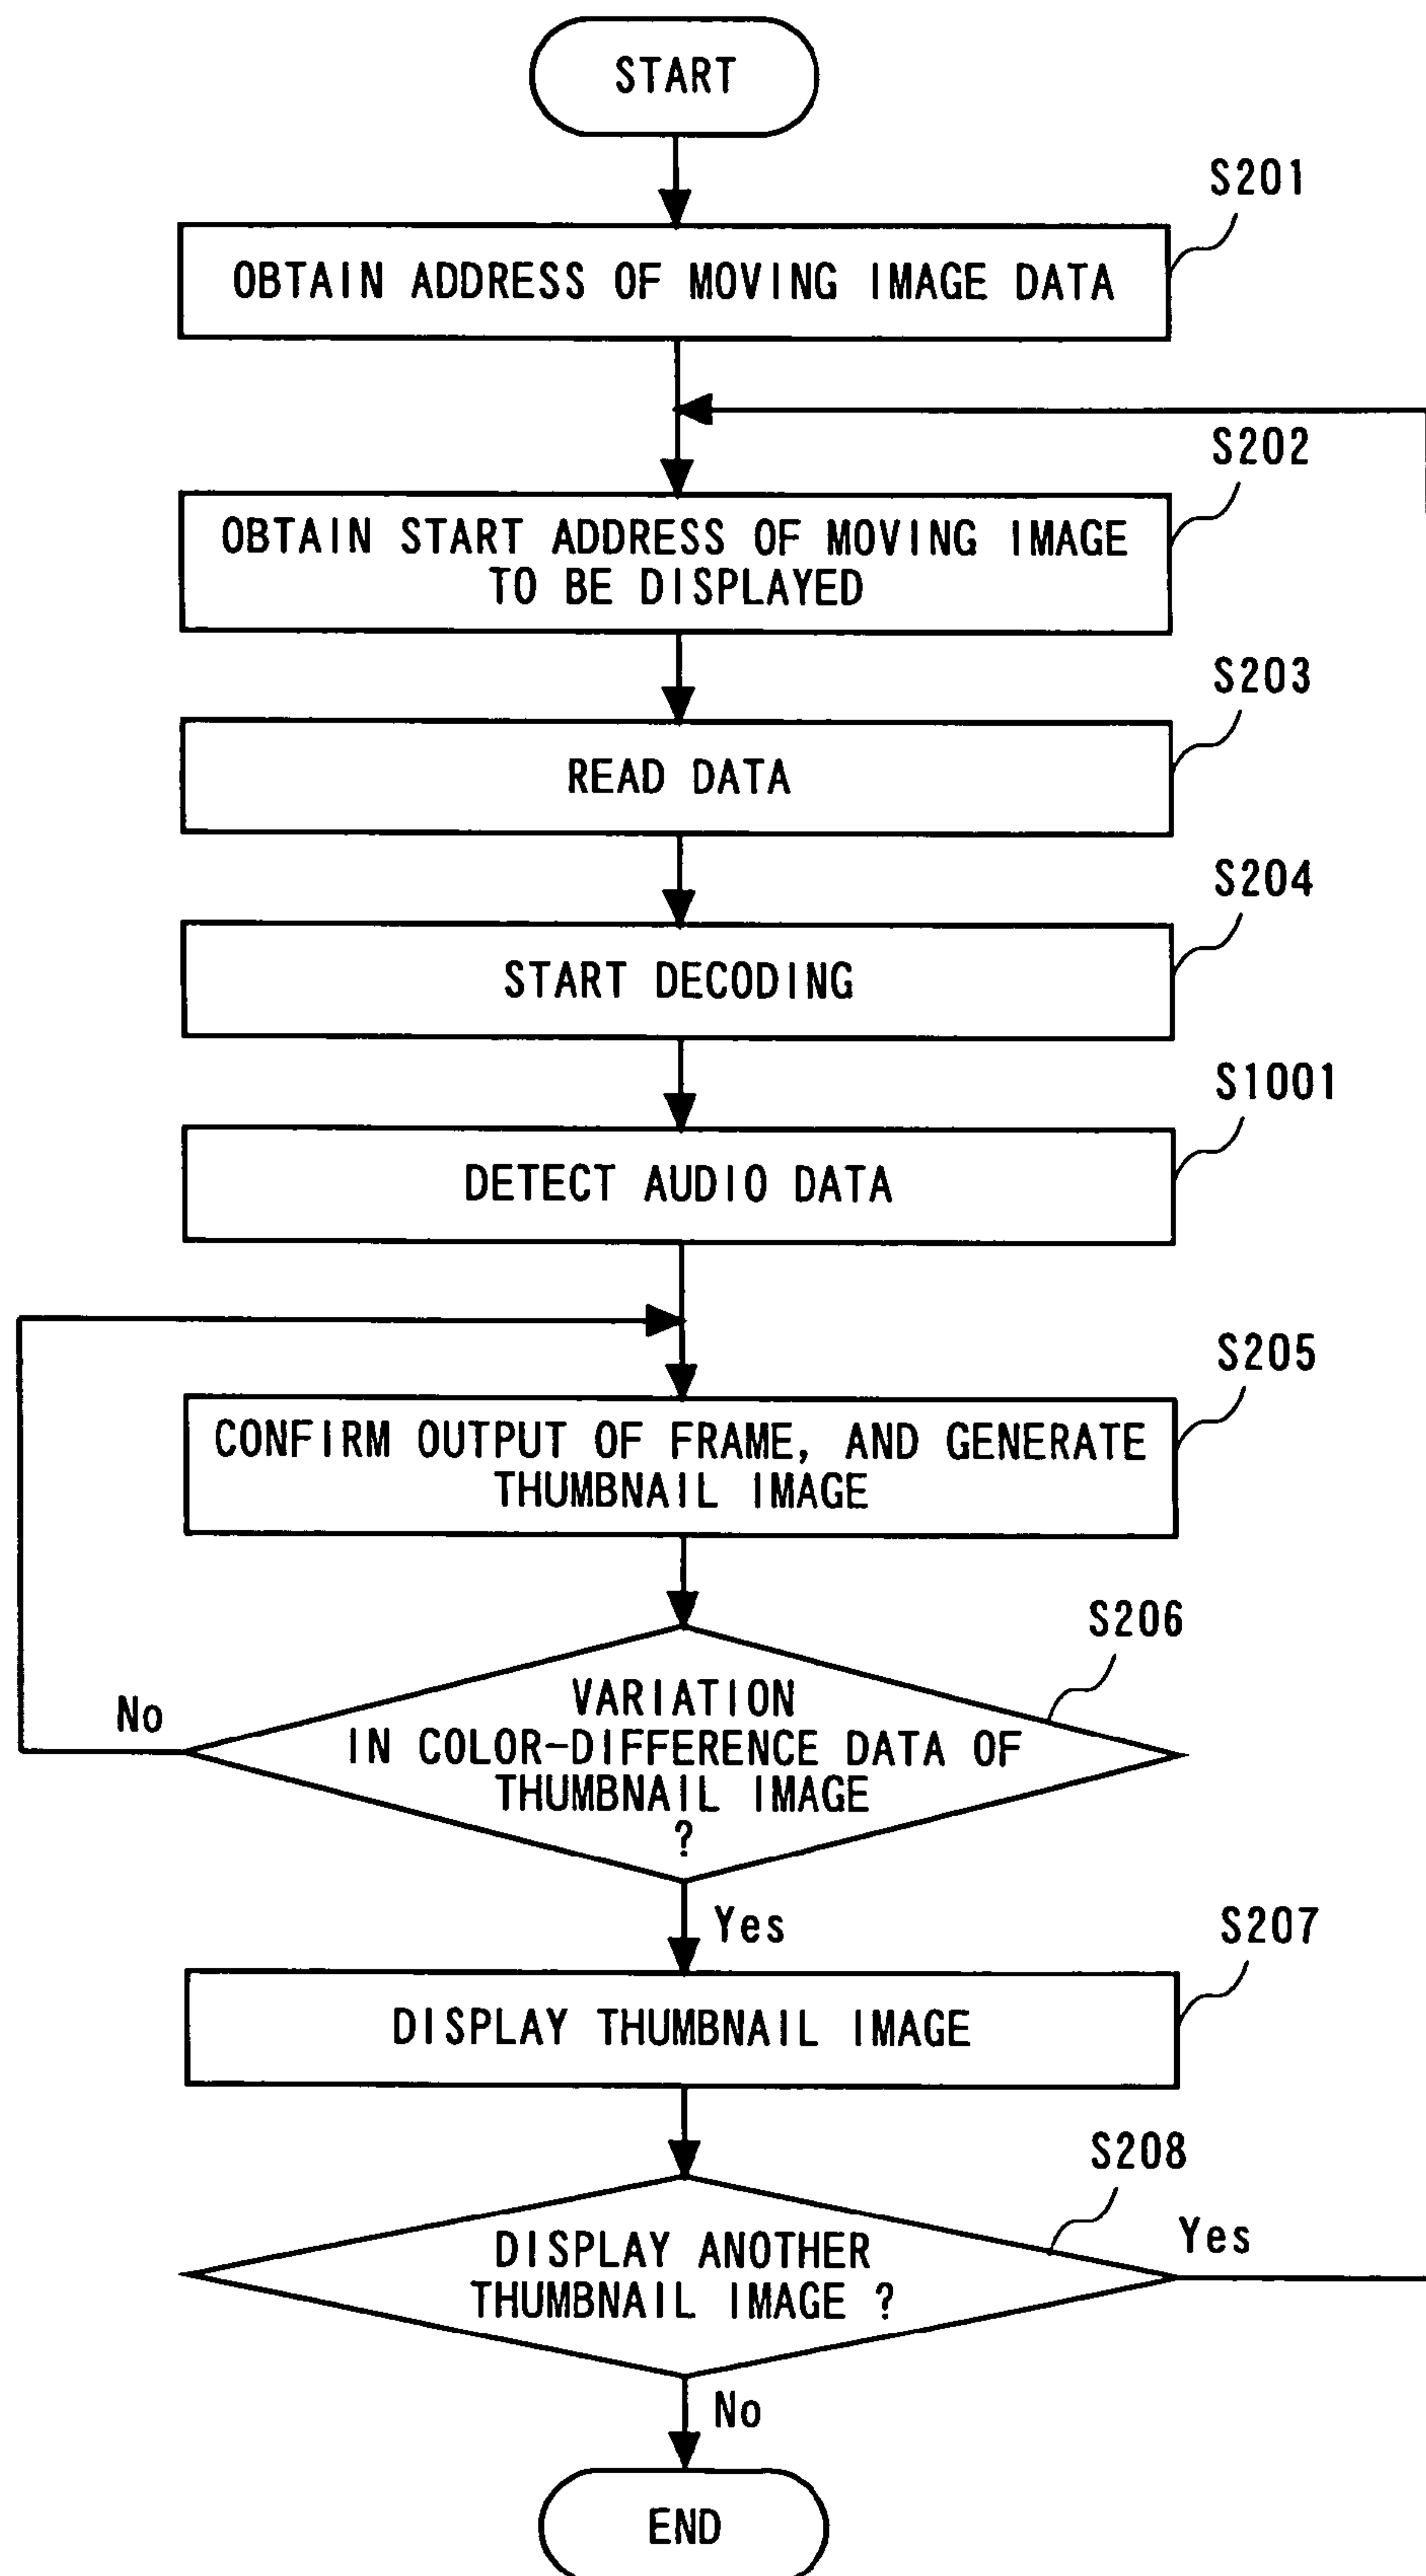 START
S201
OBTAIN ADDRESS OF MOVING IMAGE DATA
S202
OBTAIN START ADDRESS OF MOVING IMAGE
TO BE DISPLAYED
S203
READ DATA
S204
START DECODING
S1001
DETECT AUDIO DATA
S205
CONFIRM OUTPUT OF FRAME, AND GENERATE
THUMBNAIL IMAGE
S206
No
VARIATION
IN COLOR-DIFFERENCE DATA OF
THUMBNAIL IMAGE
?
Yes
S207
DISPLAY THUMBNAIL IMAGE
S208
Yes
DISPLAY ANOTHER
THUMBNAIL IMAGE ?
No
END